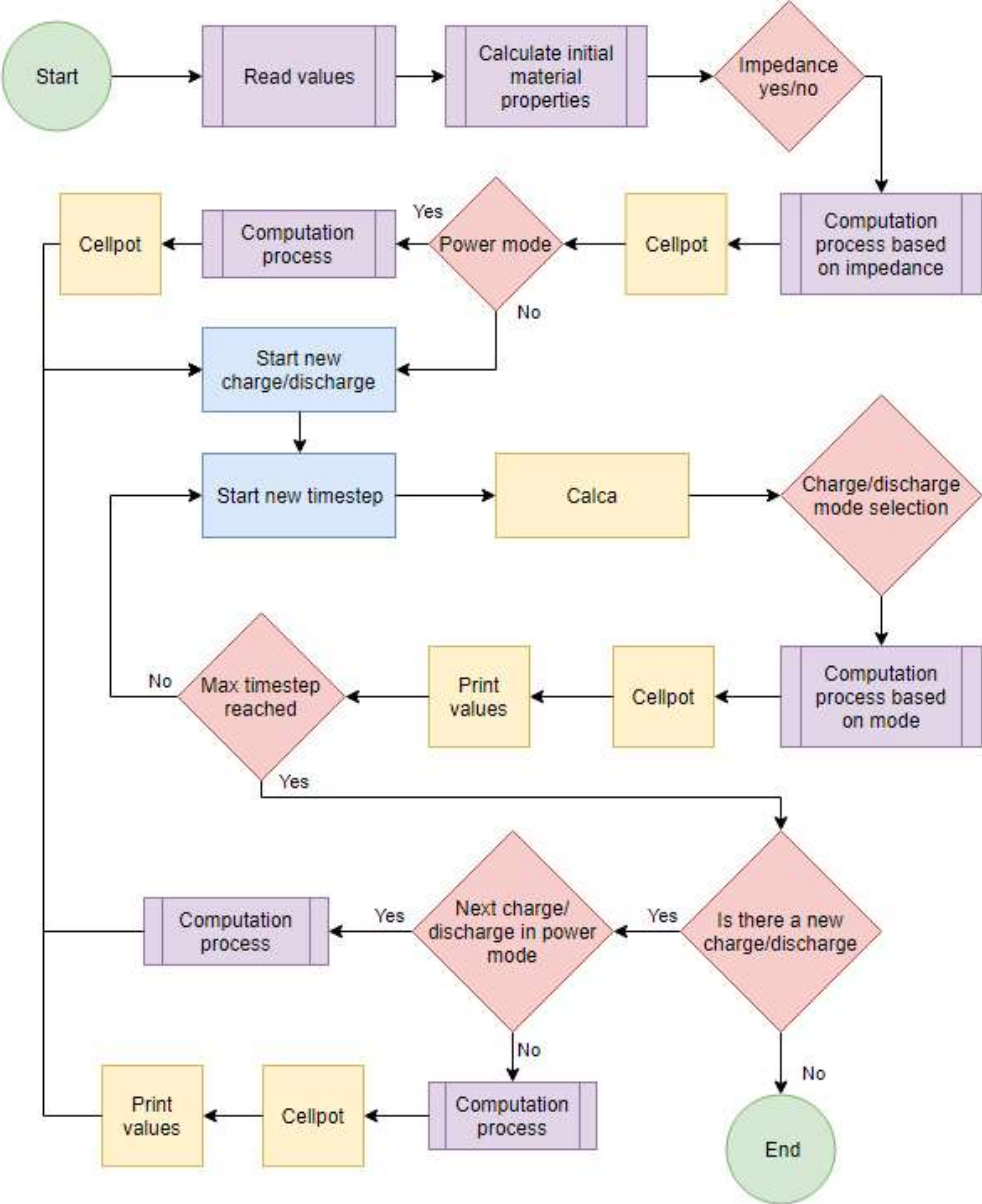 Start
Read values
Calculate initial
material
properties
Impedance
yes/no
Cellpot
Computation
process
Yes
Power mode
No
Cellpot
Computation
process based
on impedance
Start new
charge/discharge
Start new timestep
Calca
Charge/discharge
mode selection
No
Max timestep
reached
Yes
Print
values
Cellpot
Computation
process based
on mode
Computation
process
Yes
Next charge/
discharge in power
mode
Yes
Is there a new
charge/discharge
No
No
Print
values
Cellpot
Computation
process
End